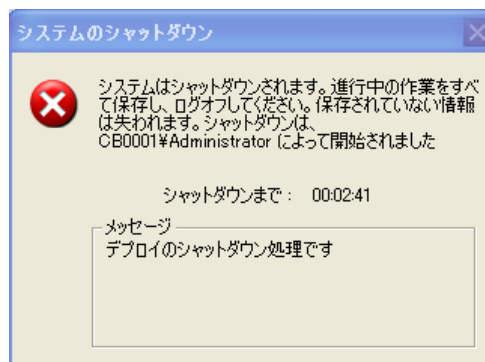 システムのシャットダウン
システムはシャットダウンされます。進行中の作業をすべ
て保存し、ログオフしてください。保存されていない情報
は失われます。シャットダウンは、
CB0001¥Administrator によって開始されました
シャットダウンまで： 00:02:41
メッセージ
デプロイのシャットダウン処理です